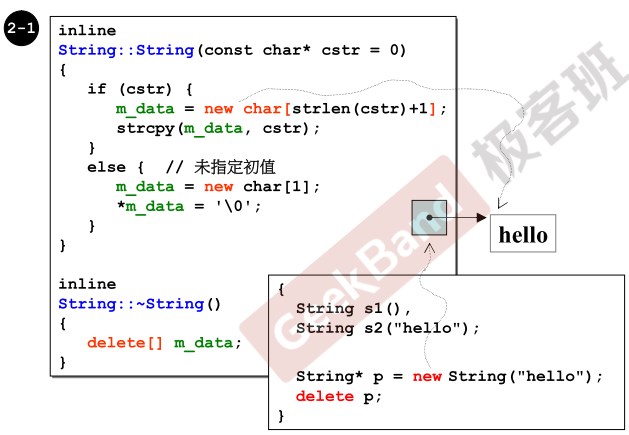 2-1
inline
String::String(const char* cstr = 0)
{
if (cstr) {
m_data = new char[strlen(cstr)+1];
strcpy(m_data, cstr);
}
else { // 未指定初值
m_data = new char[1];
*m_data = '\0';
}
}
inline
String::~String()
{
delete[] m_data;
}
hello
{
String s1(),
String s2("hello");
String* p = new String("hello");
delete p;
}
GeekBand 极客班